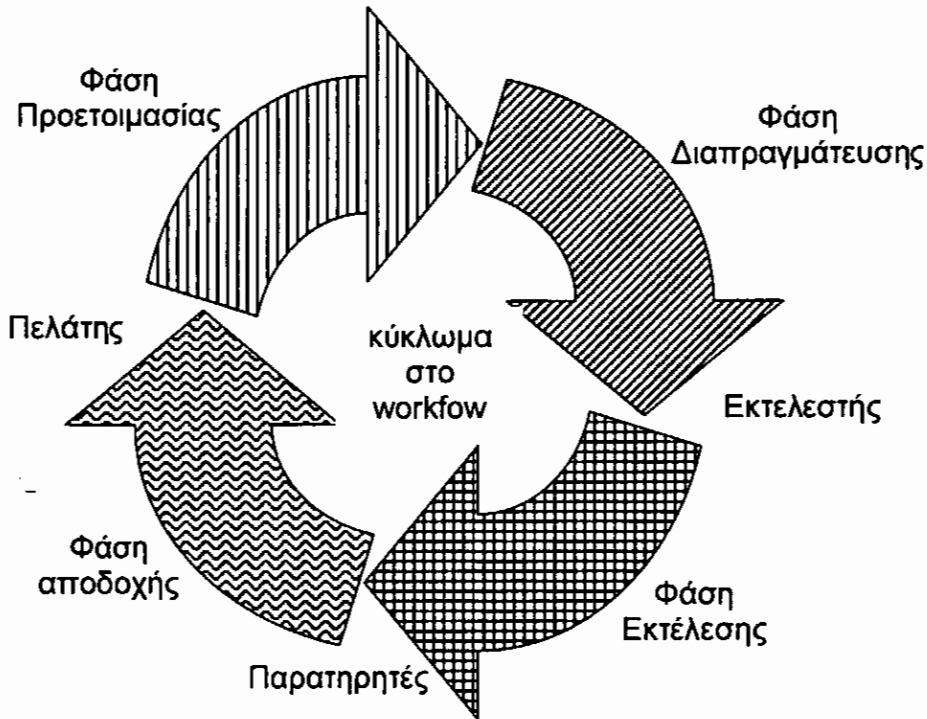 Φάση
Προετοιμασίας
Φάση
Διαπραγμάτευσης
Πελάτης
κύκλωμα
στο
workfow
Εκτελεστής
Φάση
αποδοχής
Φάση
Εκτέλεσης
Παρατηρητές